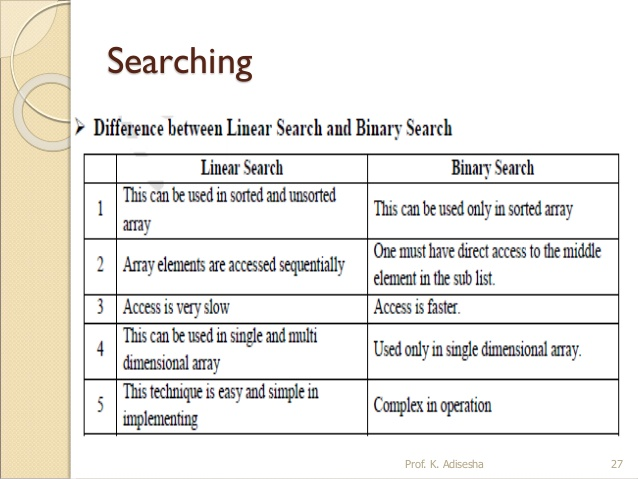 Searching
➢ Difference between Linear Search and Binary Search
Linear Search Binary Search
1 This can be used in sorted and unsorted array This can be used only in sorted array
2 Array elements are accessed sequentially One must have direct access to the middle element in the sub list.
3 Access is very slow Access is faster.
4 This can be used in single and multi dimensional array Used only in single dimensional array.
5 This technique is easy and simple in implementing Complex in operation
Prof. K. Adisesha 27